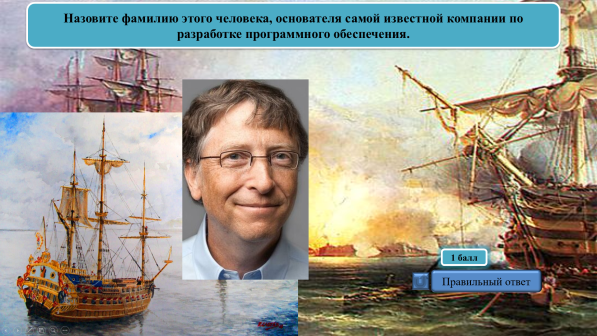 Назовите фамилию этого человека, основателя самой известной компании по
разработке программного обеспечения.
1 балл
Правильный ответ